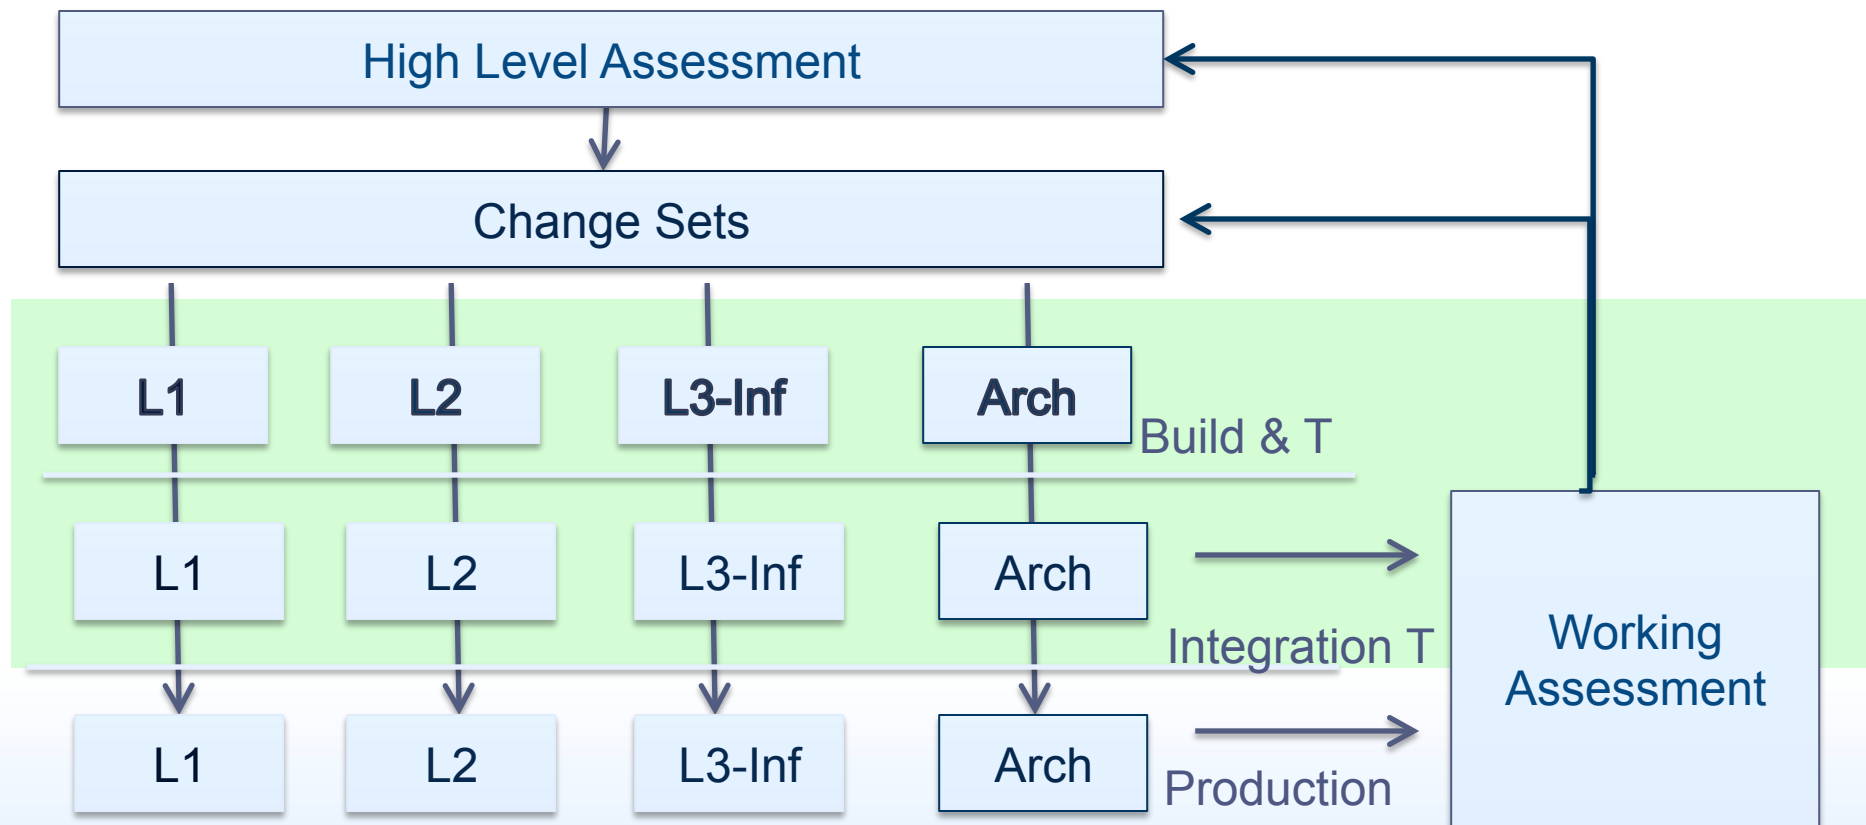 High Level Assessment
Change Sets
L1
L2
L3-Inf
Arch
Build & T
L1
L2
L3-Inf
Arch
Integration T
Working
Assessment
L1
L2
L3-Inf
Arch
Production